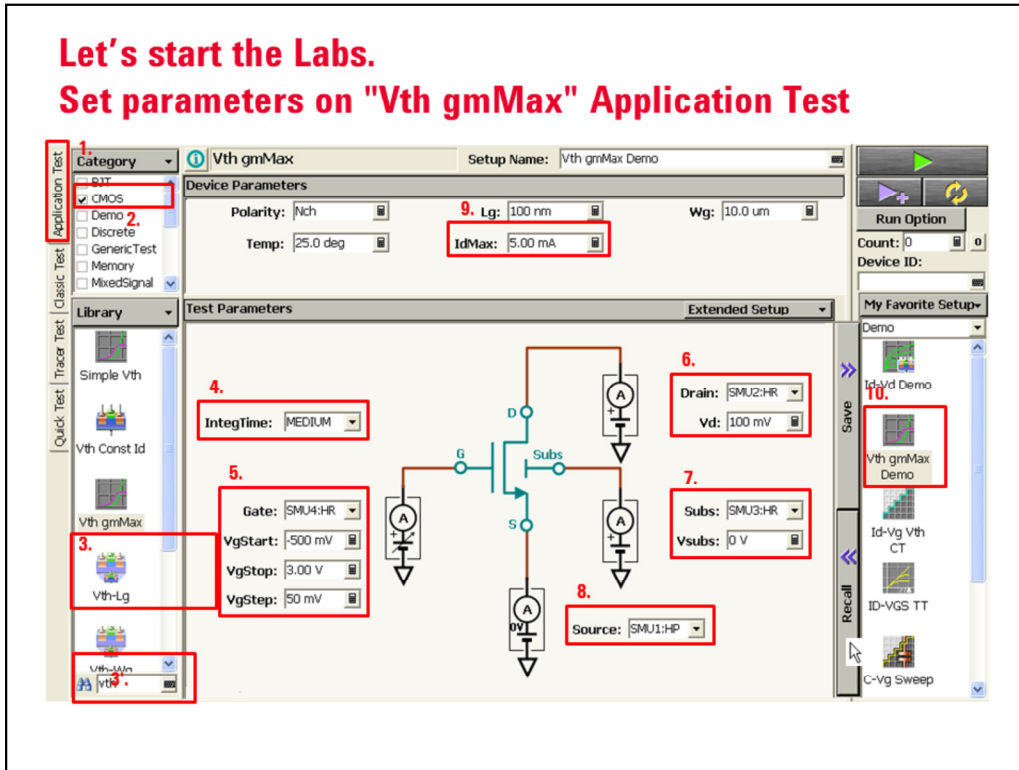 Let's start the Labs.
Set parameters on "Vth gmMax" Application Test
1.
Application Test
Classic Test
Tracer Test
Quick Test
Category
BJT
CMOS
Demo
2.
Discrete
GenericTest
Memory
MixedSignal
Library
Simple Vth
Vth Const Id
Vth gmMax
3.
Vth-Lg
Vth-Wg
vth
3'.
Vth gmMax
Setup Name: Vth gmMax Demo
Device Parameters
Polarity: Nch
9. Lg: 100 nm
Wg: 10.0 um
Temp: 25.0 deg
IdMax: 5.00 mA
Test Parameters
Extended Setup
4.
IntegTime: MEDIUM
5.
Gate: SMU4:HR
VgStart: -500 mV
VgStop: 3.00 V
VgStep: 50 mV
D
G
Subs
S
A
A
A
A
0V
6.
Drain: SMU2:HR
Vd: 100 mV
7.
Subs: SMU3:HR
Vsubs: 0 V
8.
Source: SMU1:HP
Save
Recall
Run Option
Count: 0
0
Device ID:
My Favorite Setup
Demo
Id-Vd Demo
10.
Vth gmMax
Demo
Id-Vg Vth
CT
ID-VGS TT
C-Vg Sweep